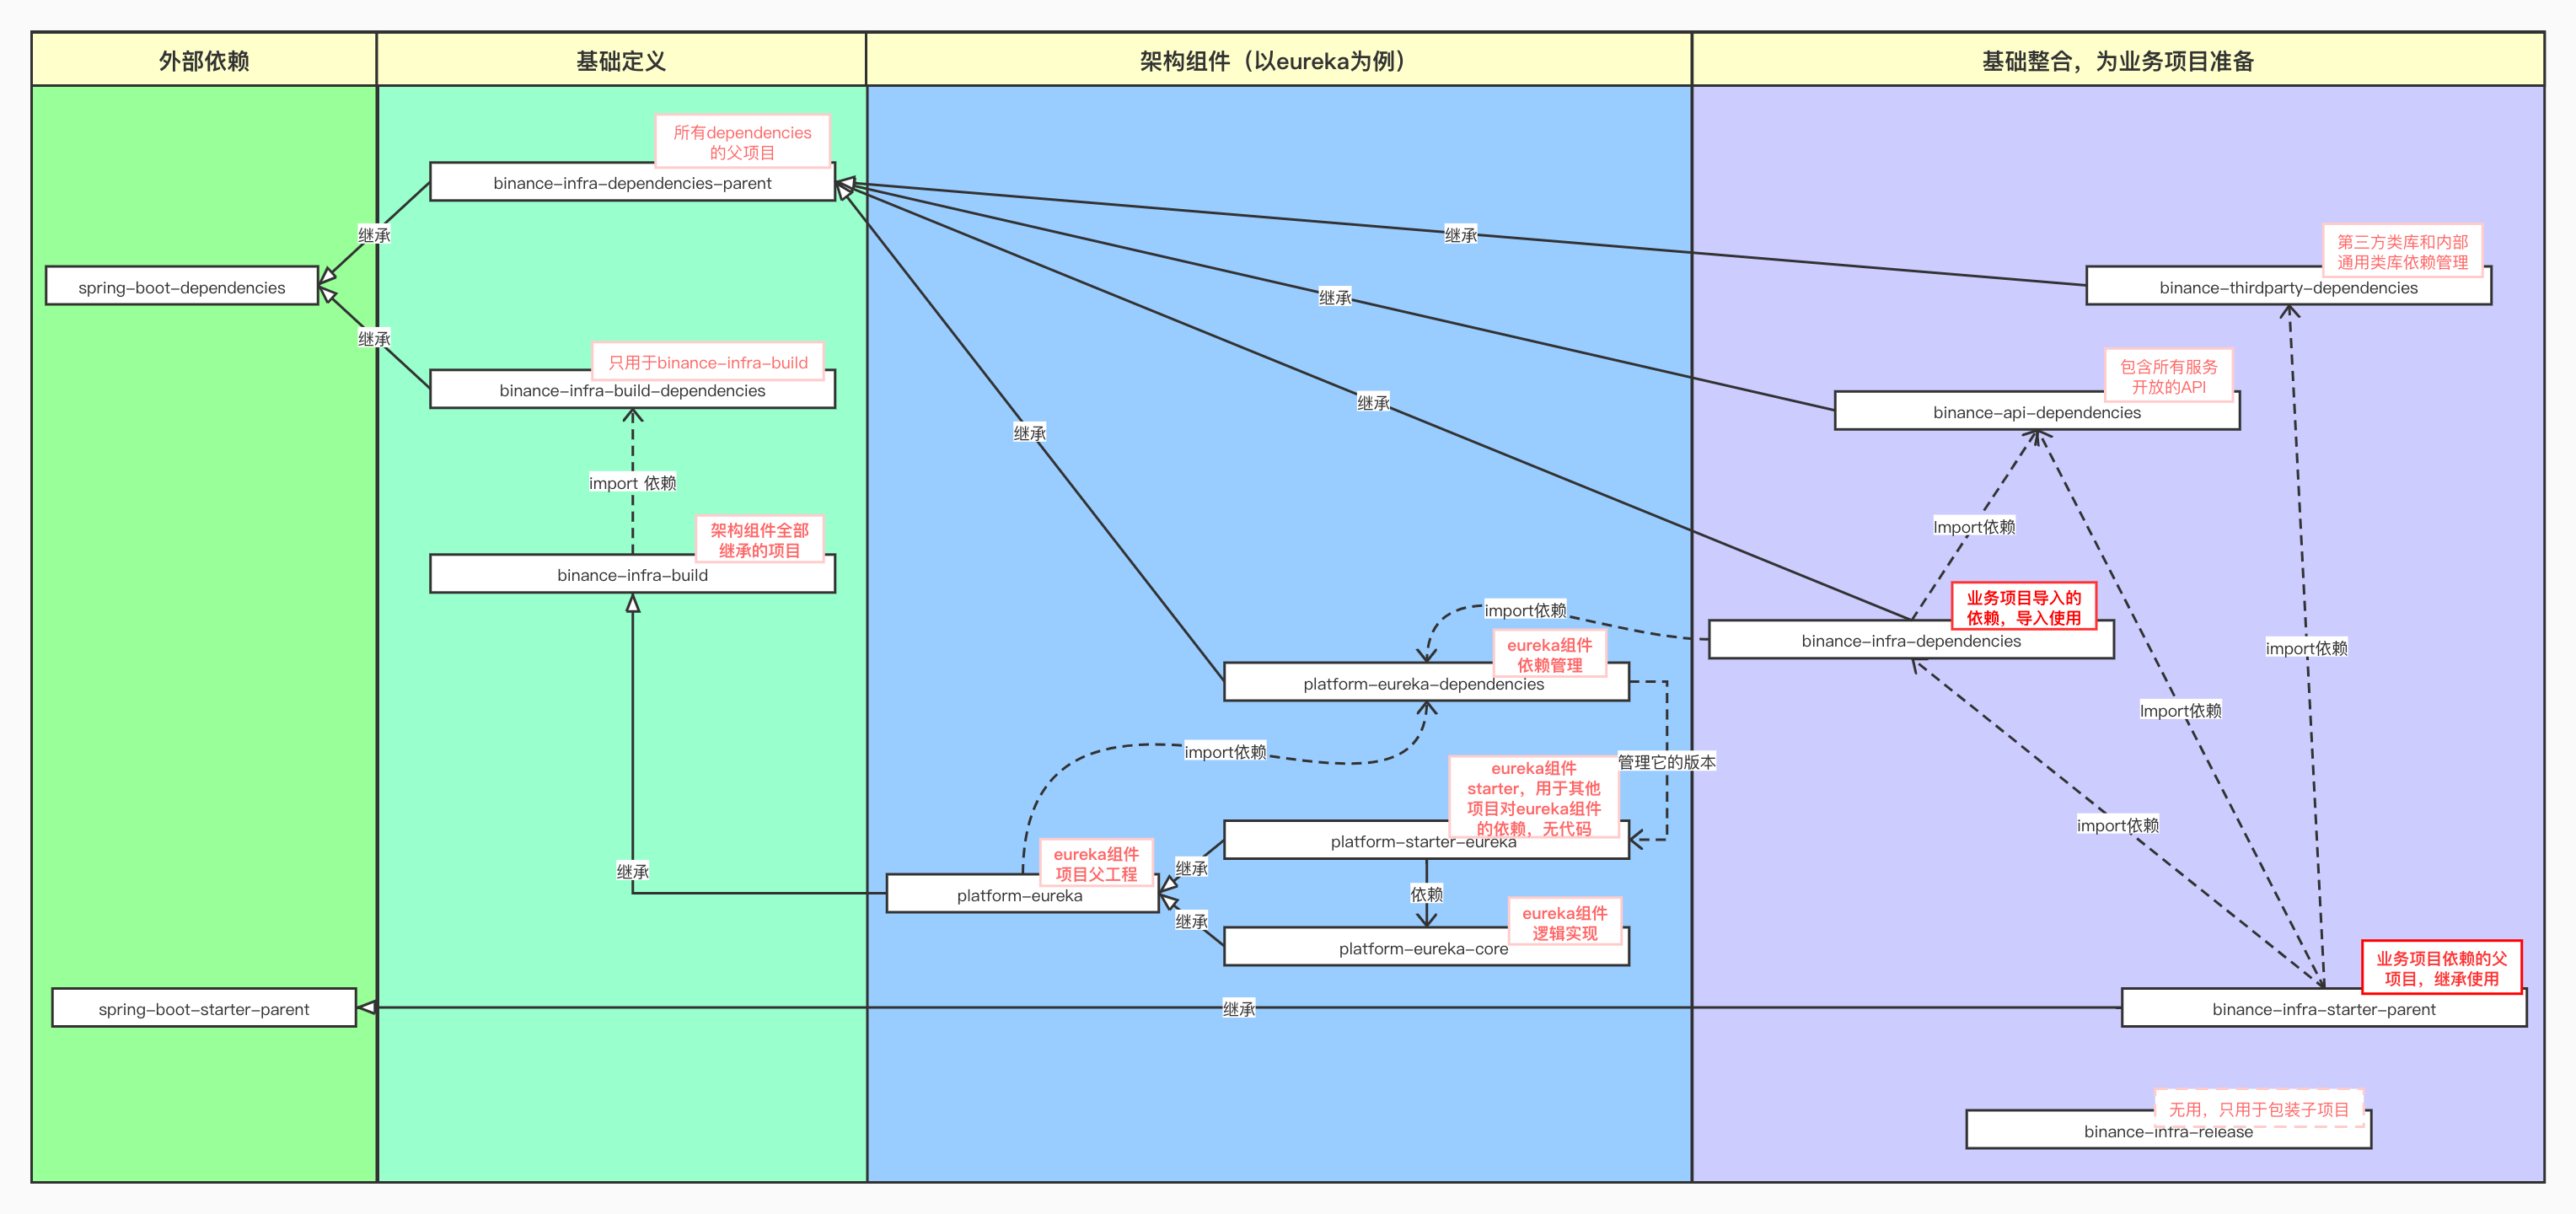 外部依赖
基础定义
架构组件（以eureka为例）
基础整合，为业务项目准备
所有dependencies
的父项目
binance-infra-dependencies-parent
继承
继承
第三方类库和内部
通用类库依赖管理
spring-boot-dependencies
binance-thirdparty-dependencies
继承
继承
只用于binance-infra-build
binance-infra-build-dependencies
包含所有服务
开放的API
binance-api-dependencies
继承
继承
import 依赖
Import依赖
架构组件全部
继承的项目
binance-infra-build
业务项目导入的
依赖，导入使用
binance-infra-dependencies
import依赖
import依赖
eureka组件
依赖管理
platform-eureka-dependencies
Import依赖
import依赖
管理它的版本
eureka组件
starter，用于其他
项目对eureka组件
的依赖，无代码
platform-starter-eureka
import依赖
eureka组件
项目父工程
platform-eureka
继承
继承
依赖
继承
eureka组件
逻辑实现
platform-eureka-core
业务项目依赖的父
项目，继承使用
spring-boot-starter-parent
继承
binance-infra-starter-parent
无用，只用于包装子项目
binance-infra-release